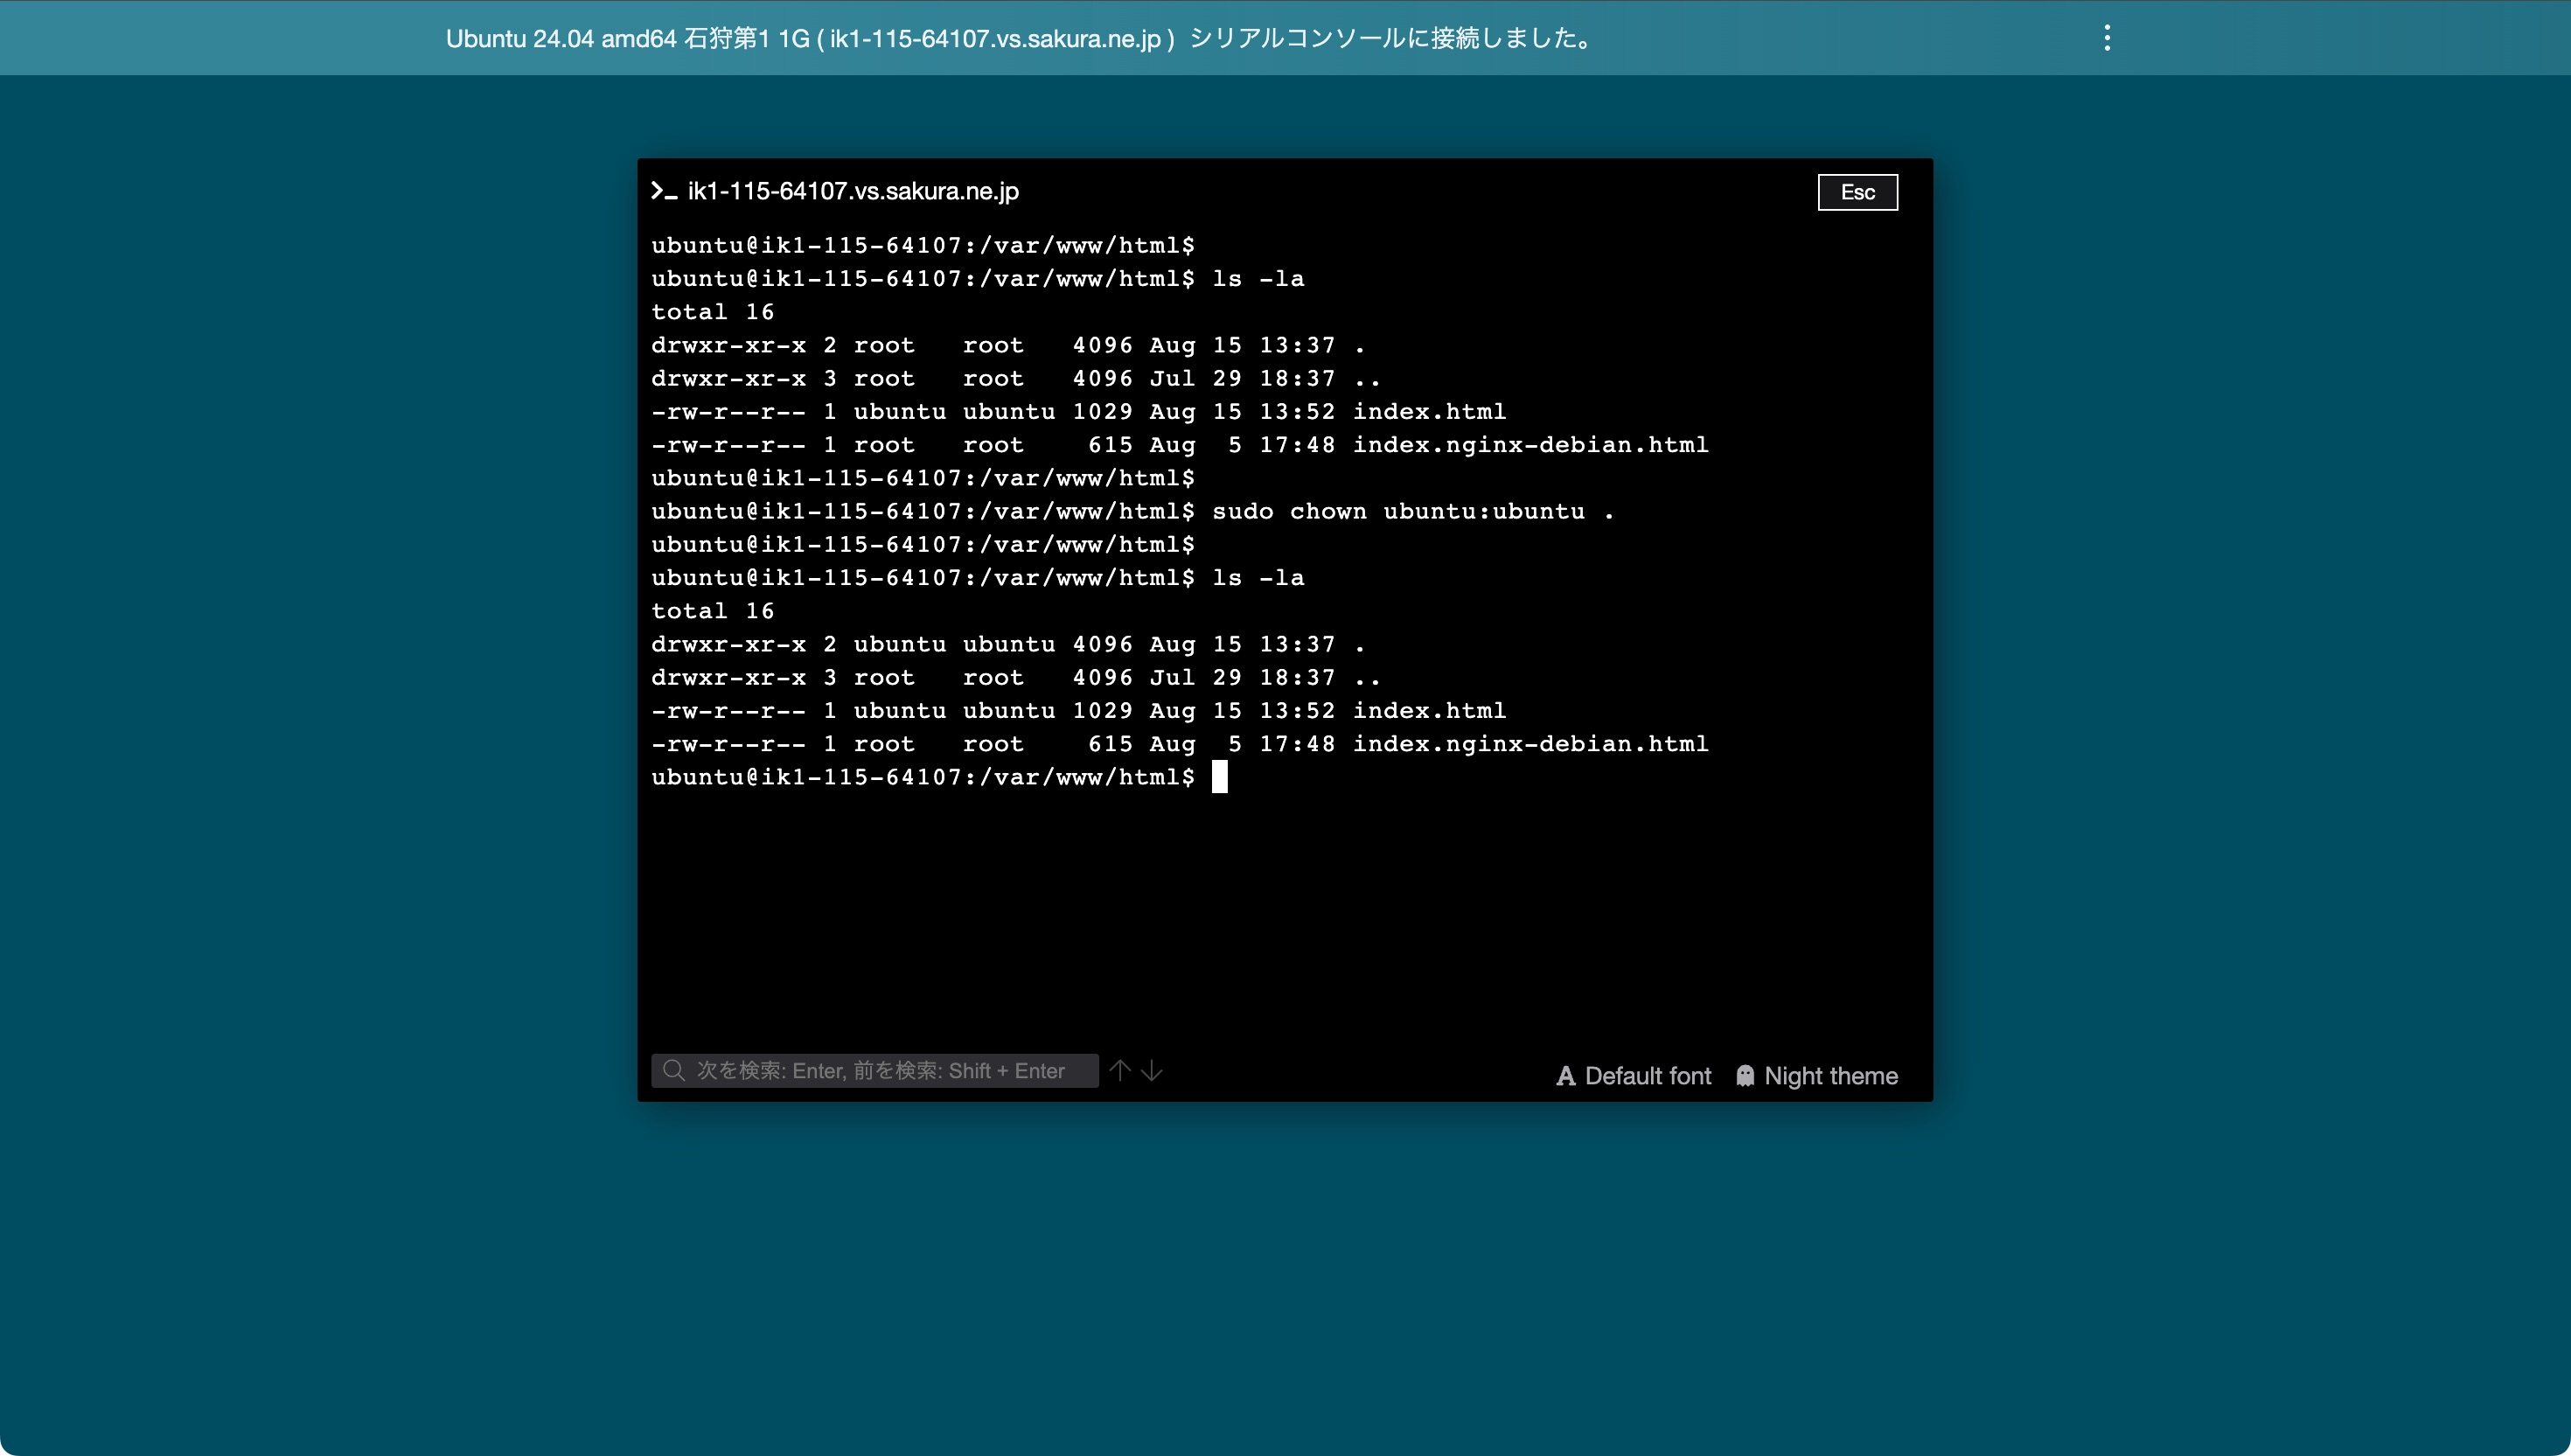 Ubuntu 24.04 amd64 石狩第1 1G ( ik1-115-64107.vs.sakura.ne.jp ) シリアルコンソールに接続しました。
ik1-115-64107.vs.sakura.ne.jp
Esc
ubuntu@ik1-115-64107:/var/www/html$
ubuntu@ik1-115-64107:/var/www/html$ ls -la
total 16
drwxr-xr-x 2 root   root   4096 Aug 15 13:37 .
drwxr-xr-x 3 root   root   4096 Jul 29 18:37 ..
-rw-r--r-- 1 ubuntu ubuntu 1029 Aug 15 13:52 index.html
-rw-r--r-- 1 root   root    615 Aug  5 17:48 index.nginx-debian.html
ubuntu@ik1-115-64107:/var/www/html$
ubuntu@ik1-115-64107:/var/www/html$ sudo chown ubuntu:ubuntu .
ubuntu@ik1-115-64107:/var/www/html$
ubuntu@ik1-115-64107:/var/www/html$ ls -la
total 16
drwxr-xr-x 2 ubuntu ubuntu 4096 Aug 15 13:37 .
drwxr-xr-x 3 root   root   4096 Jul 29 18:37 ..
-rw-r--r-- 1 ubuntu ubuntu 1029 Aug 15 13:52 index.html
-rw-r--r-- 1 root   root    615 Aug  5 17:48 index.nginx-debian.html
ubuntu@ik1-115-64107:/var/www/html$
次を検索: Enter, 前を検索: Shift + Enter
Default font
Night theme